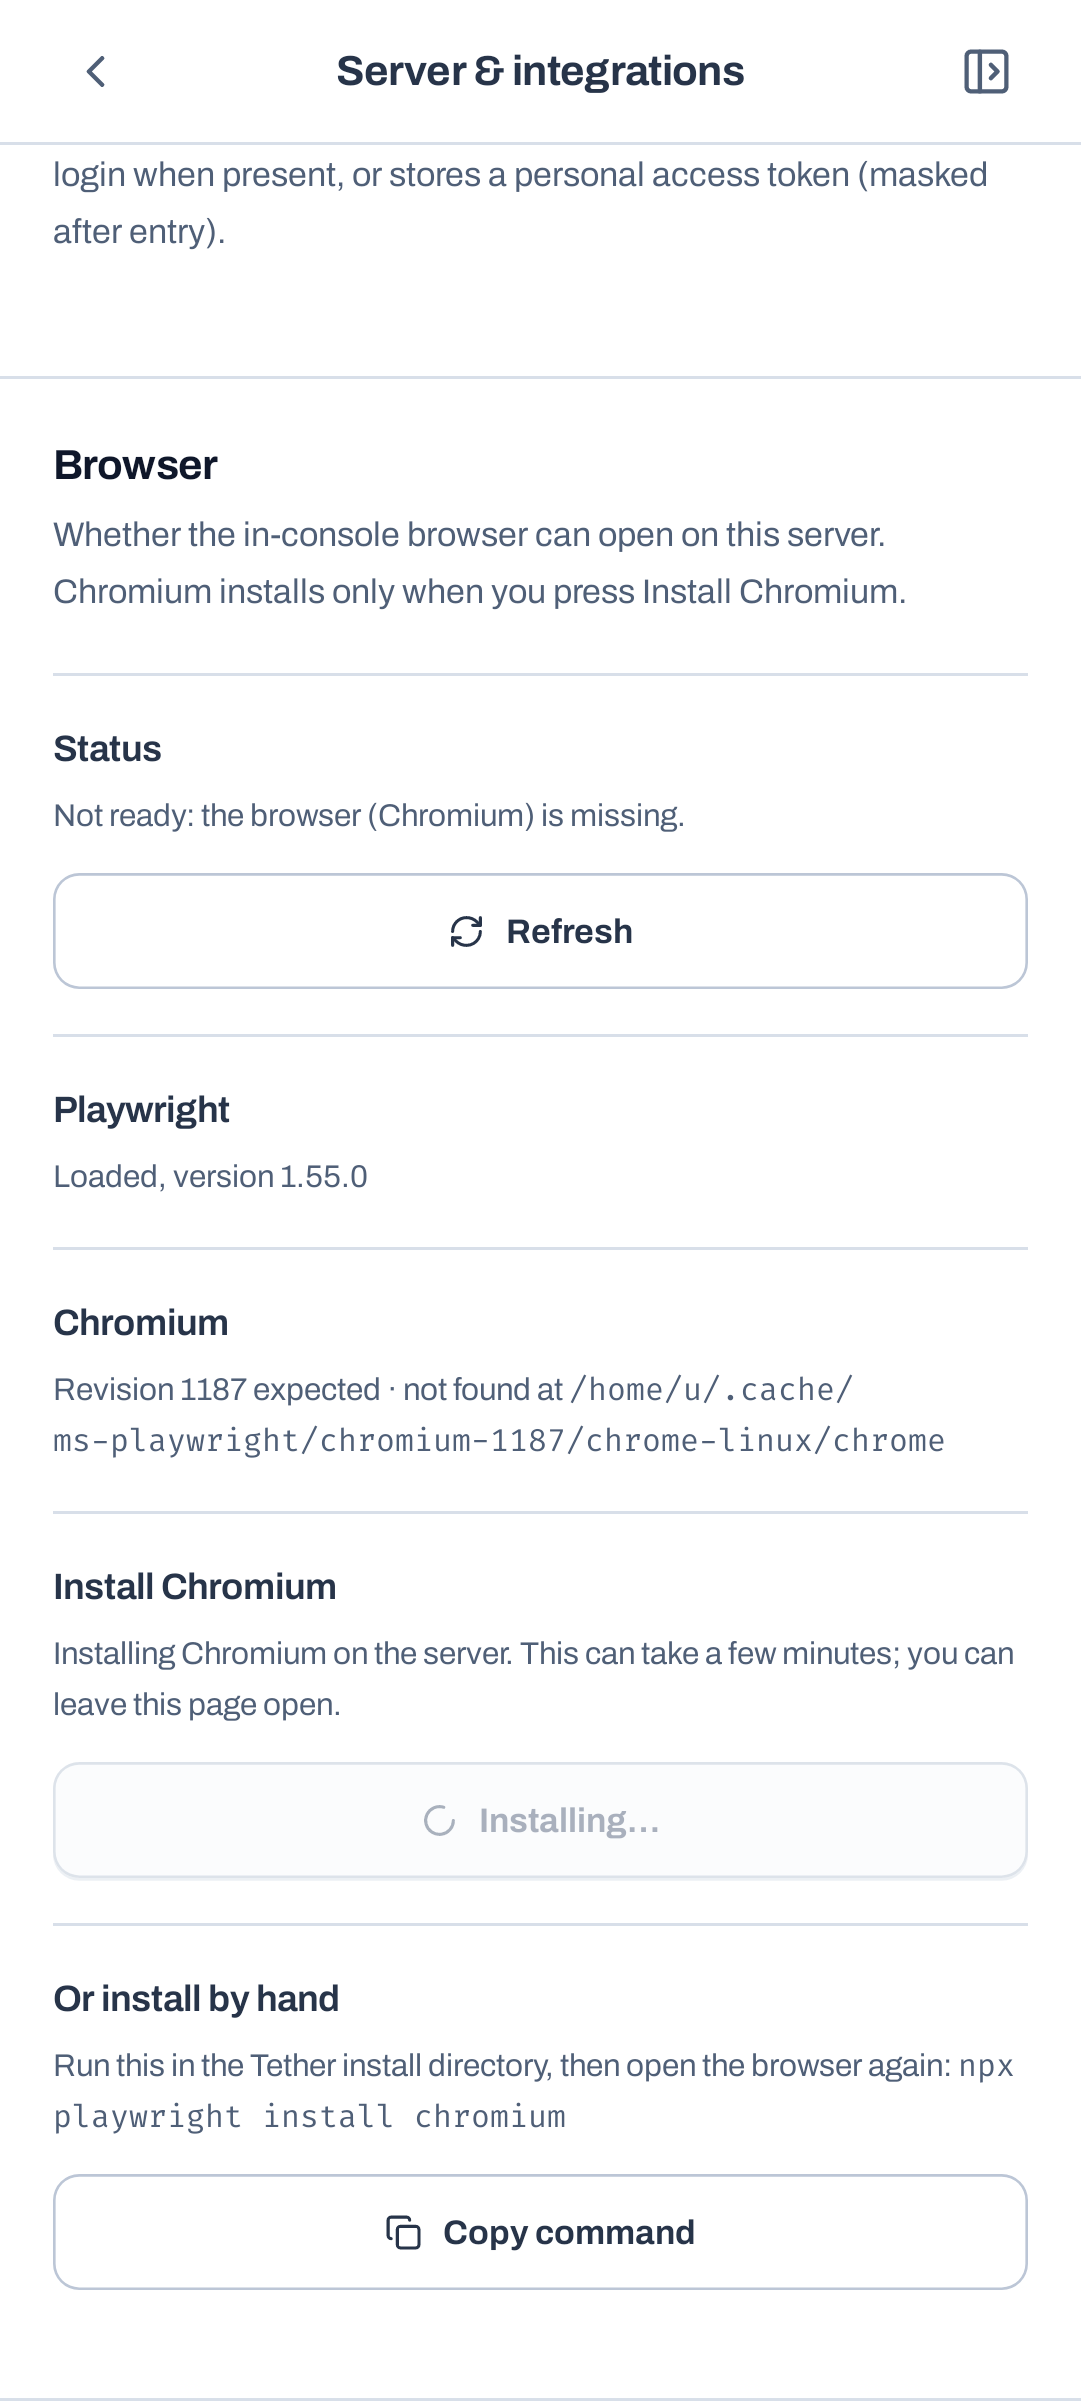 Server & integrations
login when present, or stores a personal access token (masked
after entry).
Browser
Whether the in-console browser can open on this server.
Chromium installs only when you press Install Chromium.
Status
Not ready: the browser (Chromium) is missing.
Refresh
Playwright
Loaded, version 1.55.0
Chromium
Revision 1187 expected · not found at /home/u/.cache/
ms-playwright/chromium-1187/chrome-linux/chrome
Install Chromium
Installing Chromium on the server. This can take a few minutes; you can
leave this page open.
Installing...
Or install by hand
Run this in the Tether install directory, then open the browser again: npx
playwright install chromium
Copy command